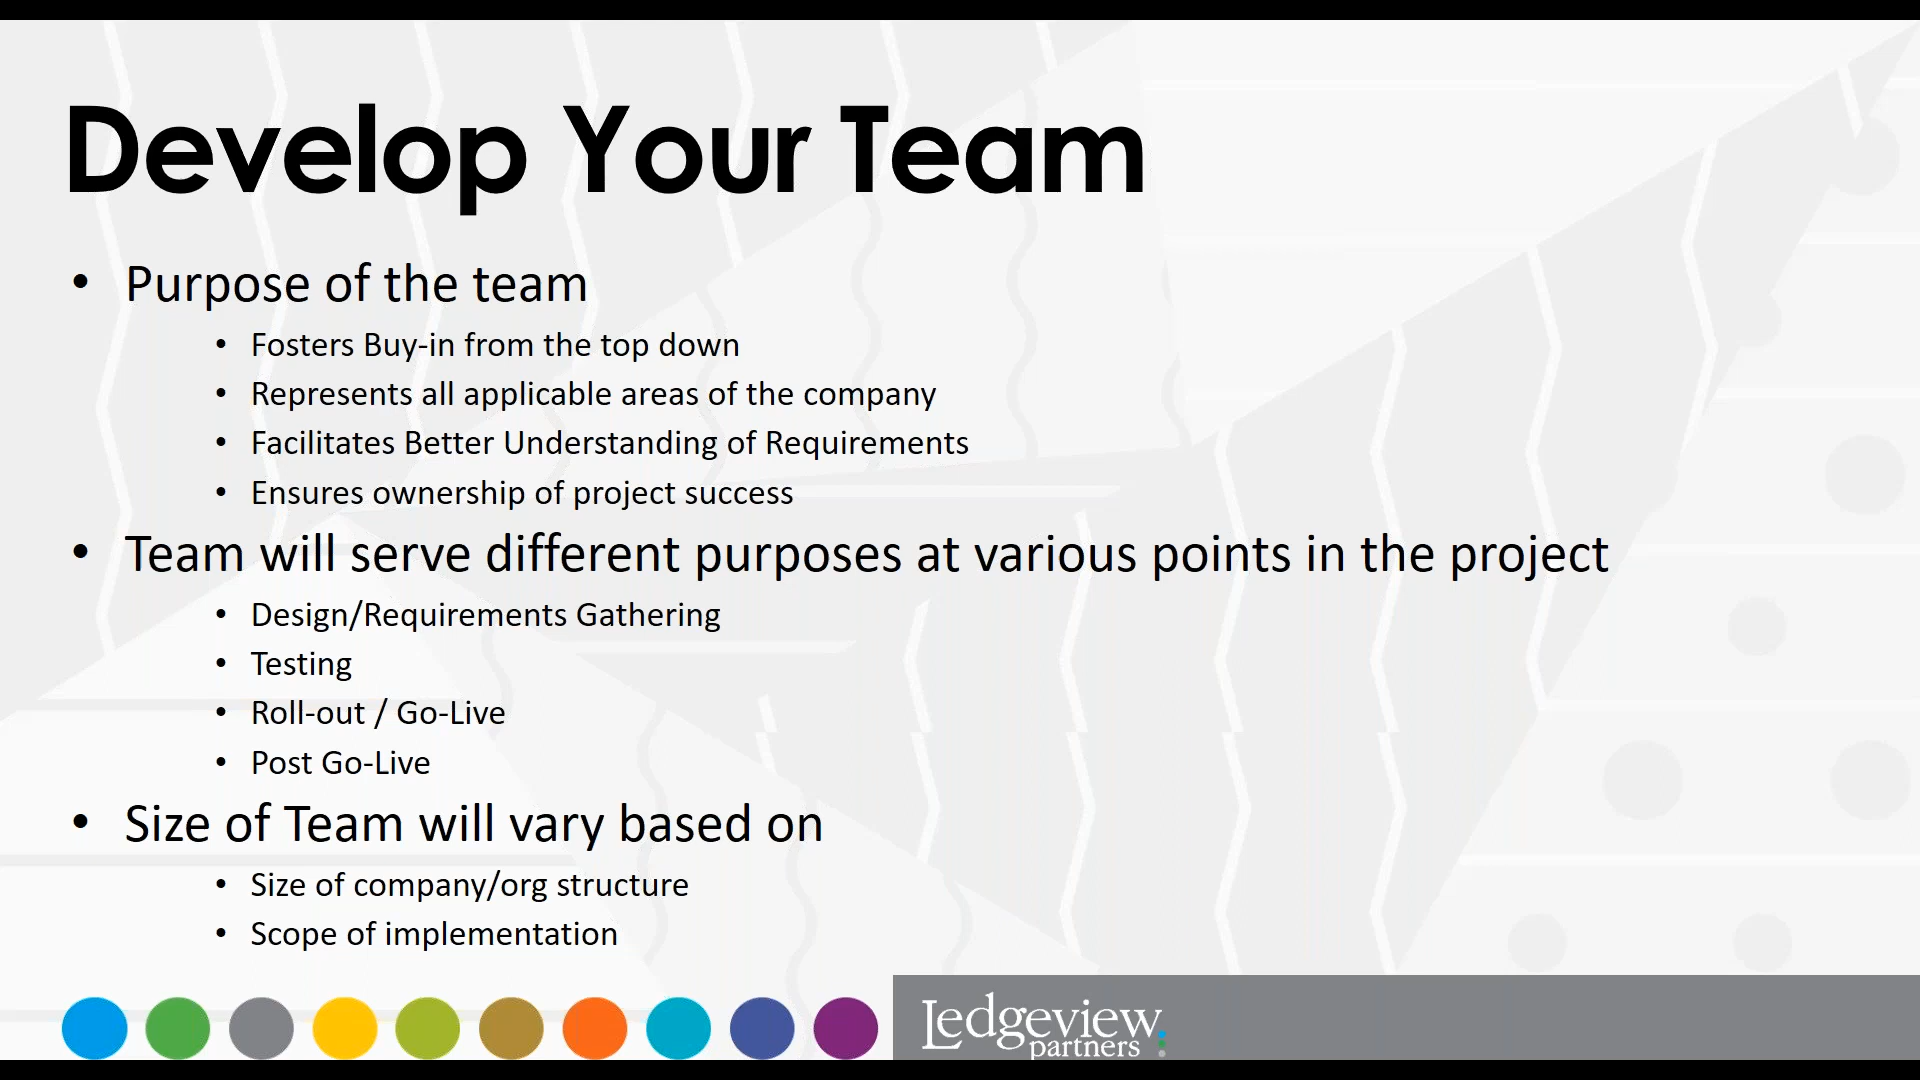 Develop Your Team
• Purpose of the team
• Fosters Buy-in from the top down
• Represents all applicable areas of the company
• Facilitates Better Understanding of Requirements
• Ensures ownership of project success
• Team will serve different purposes at various points in the project
• Design/Requirements Gathering
• Testing
• Roll-out / Go-Live
• Post Go-Live
• Size of Team will vary based on
• Size of company/org structure
• Scope of implementation
Ledgeview
partners